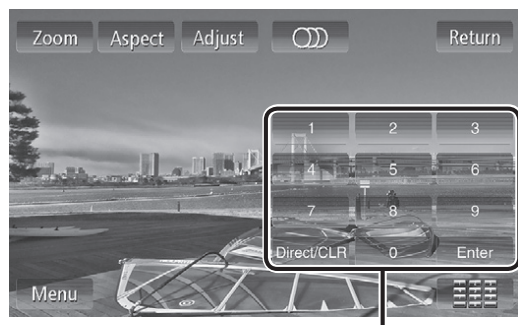 Zoom Aspect Adjust Return
1 2 3
4 5 6
7 8 9
Direct/CLR 0 Enter
Menu